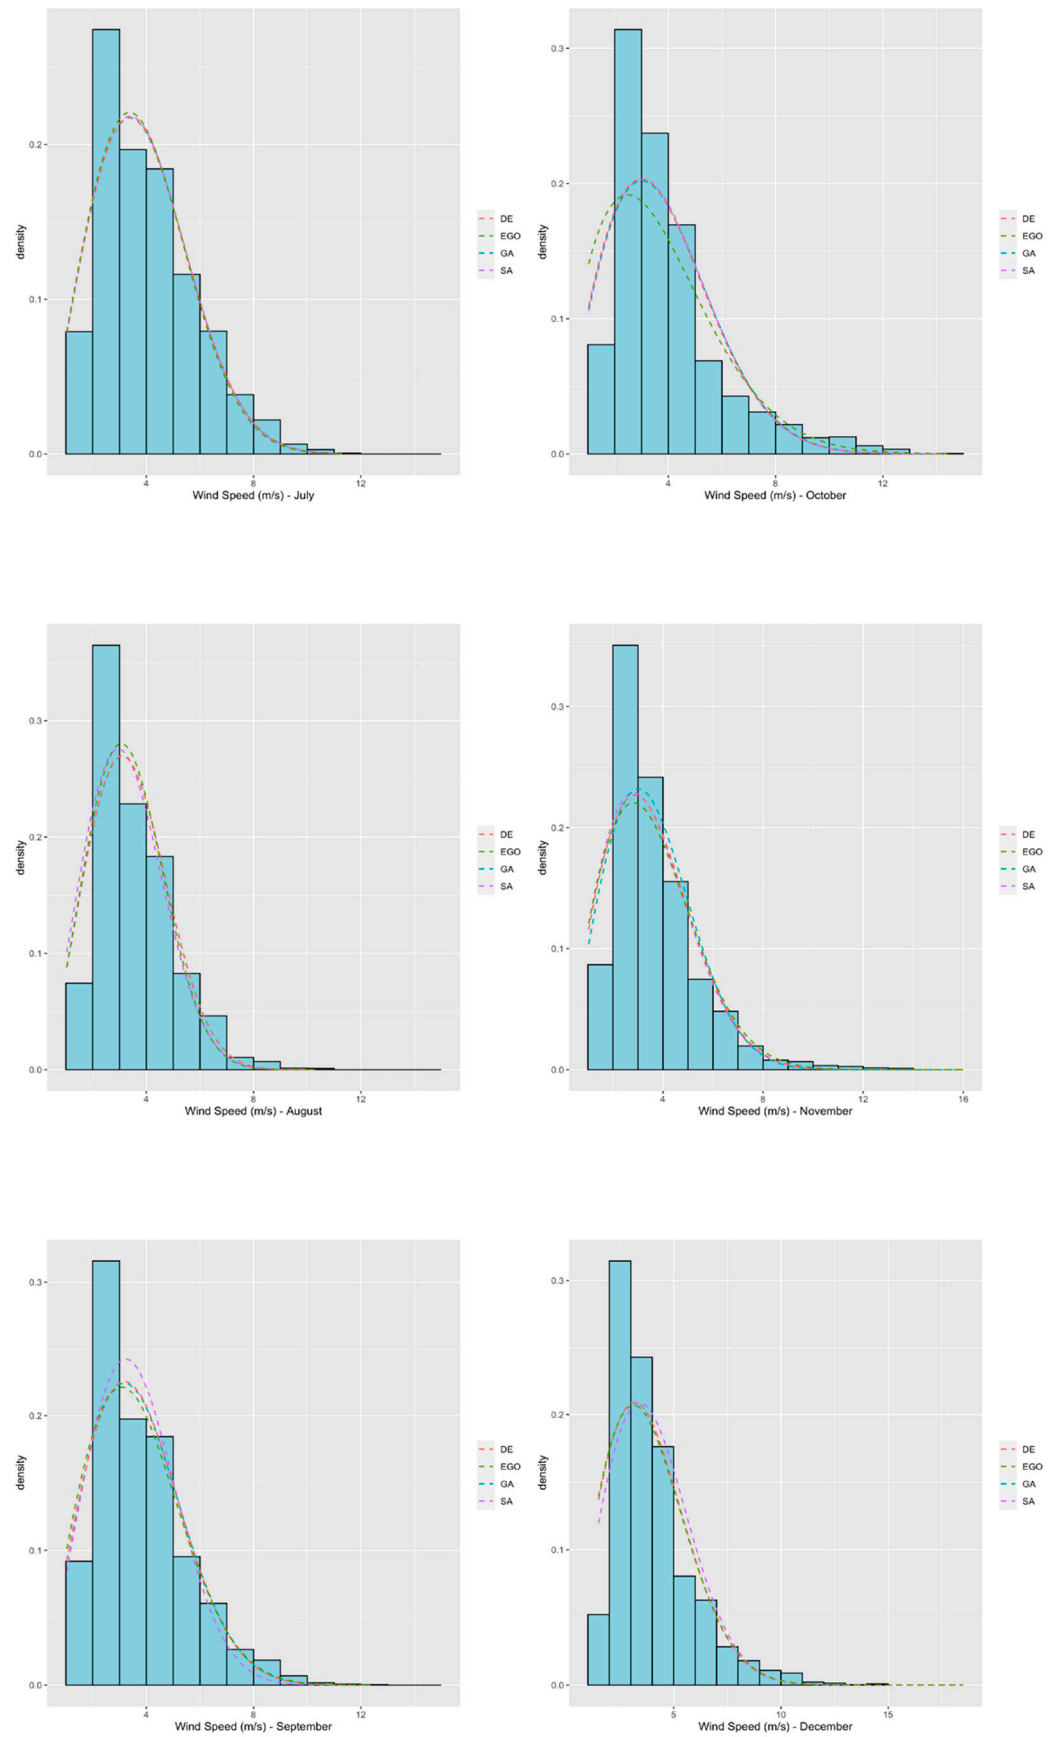 density
0.2
0.1
0.0
4 8 12
Wind Speed (m/s) - July
DE
EGO
GA
SA
density
0.3
0.2
0.1
0.0
4 8 12
Wind Speed (m/s) - October
DE
EGO
GA
SA
density
0.3
0.2
0.1
0.0
4 8 12
Wind Speed (m/s) - August
DE
EGO
GA
SA
density
0.3
0.2
0.1
0.0
4 8 12 16
Wind Speed (m/s) - November
DE
EGO
GA
SA
density
0.3
0.2
0.1
0.0
4 8 12
Wind Speed (m/s) - September
DE
EGO
GA
SA
density
0.3
0.2
0.1
0.0
5 10 15
Wind Speed (m/s) - December
DE
EGO
GA
SA